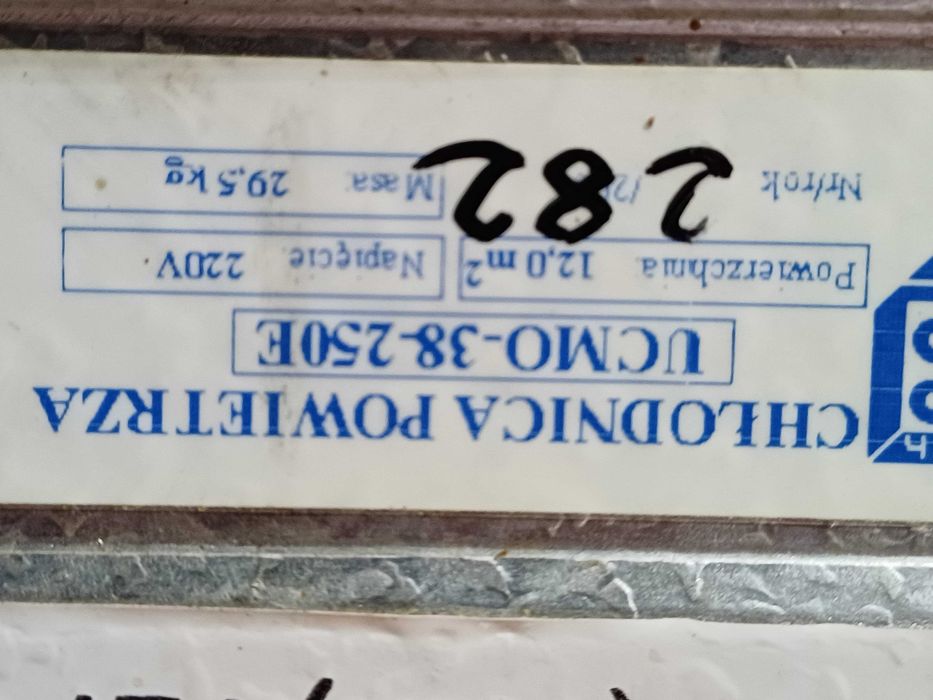 CHŁODNICA POWIETRZA
UCMO-38-250E
Powierzchnia: 12,0 m² Napięcie: 220V
Nr/rok 282 Masa: 29,5 kg